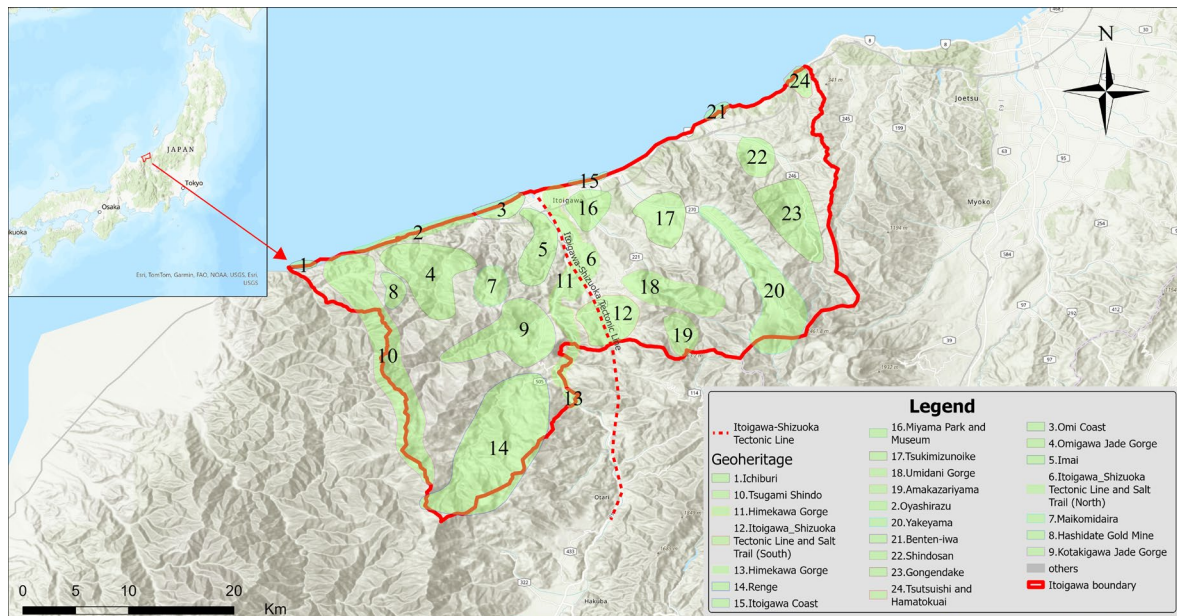 JAPAN
Tokyo
Osaka
Esri, TomTom, Garmin, FAO, NOAA, USGS, Esri
USGS
N
Joetsu
Myoko
Itoigawa
Otari
Hakuba
Itoigawa-Shizuoka Tectonic Line
1
2
3
4
5
6
7
8
9
10
11
12
13
14
15
16
17
18
19
20
21
22
23
24
0 10 20
Km
Legend
Itoigawa-Shizuoka
Tectonic Line
Geoheritage
1.Ichiburi
10.Tsugami Shindo
11.Himekawa Gorge
12.Itoigawa_Shizuoka
Tectonic Line and Salt
Trail (South)
13.Himekawa Gorge
14.Renge
15.Itoigawa Coast
16.Miyama Park and
Museum
17.Tsukimizunoike
18.Umidani Gorge
19.Amakazariyama
2.Oyashirazu
20.Yakeyama
21.Benten-iwa
22.Shindosan
23.Gongendake
24.Tsutsuishi and
Hamatokuai
3.Omi Coast
4.Omigawa Jade Gorge
5.Imai
6.Itoigawa_Shizuoka
Tectonic Line and Salt
Trail (North)
7.Maikomidaira
8.Hashidate Gold Mine
9.Kotakigawa Jade Gorge
others
Itoigawa boundary